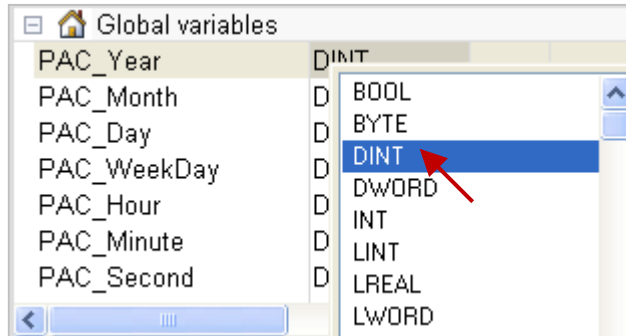 Global variables
PAC_Year DINT
PAC_Month D
PAC_Day D
PAC_WeekDay D
PAC_Hour D
PAC_Minute D
PAC_Second D
BOOL
BYTE
DINT
DWORD
INT
LINT
LREAL
LWORD